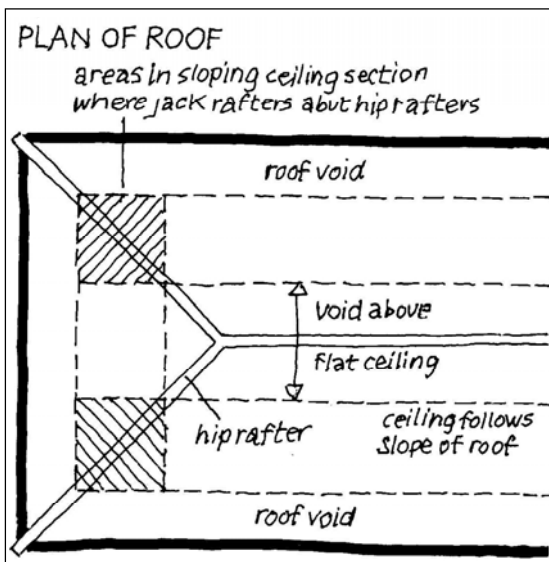 PLAN OF ROOF
areas in sloping ceiling section
where jack rafters abut hip rafters
roof void
void above
flat ceiling
hip rafter
ceiling follows
slope of roof
roof void